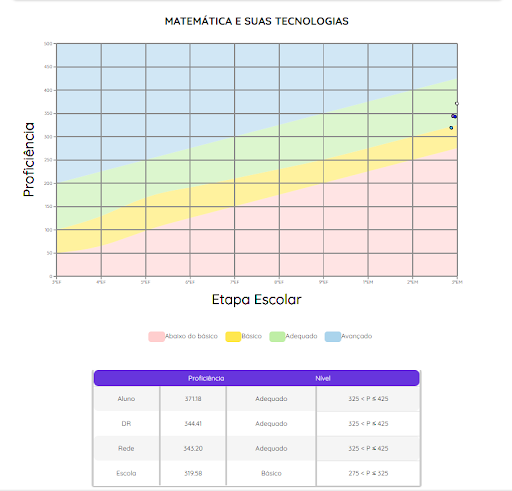 MATEMÁTICA E SUAS TECNOLOGIAS
Proficiência
500
450
400
350
300
250
200
150
100
50
0
3ºEF 4ºEF 5ºEF 6ºEF 7ºEF 8ºEF 9ºEF 1ºEM 2ºEM 3ºEM
Etapa Escolar
Abaixo do básico Básico Adequado Avançado
Proficiência Nível
Aluno 371.18 Adequado 325 < P ≤ 425
DR 344.41 Adequado 325 < P ≤ 425
Rede 343.20 Adequado 325 < P ≤ 425
Escola 319.58 Básico 275 < P ≤ 325